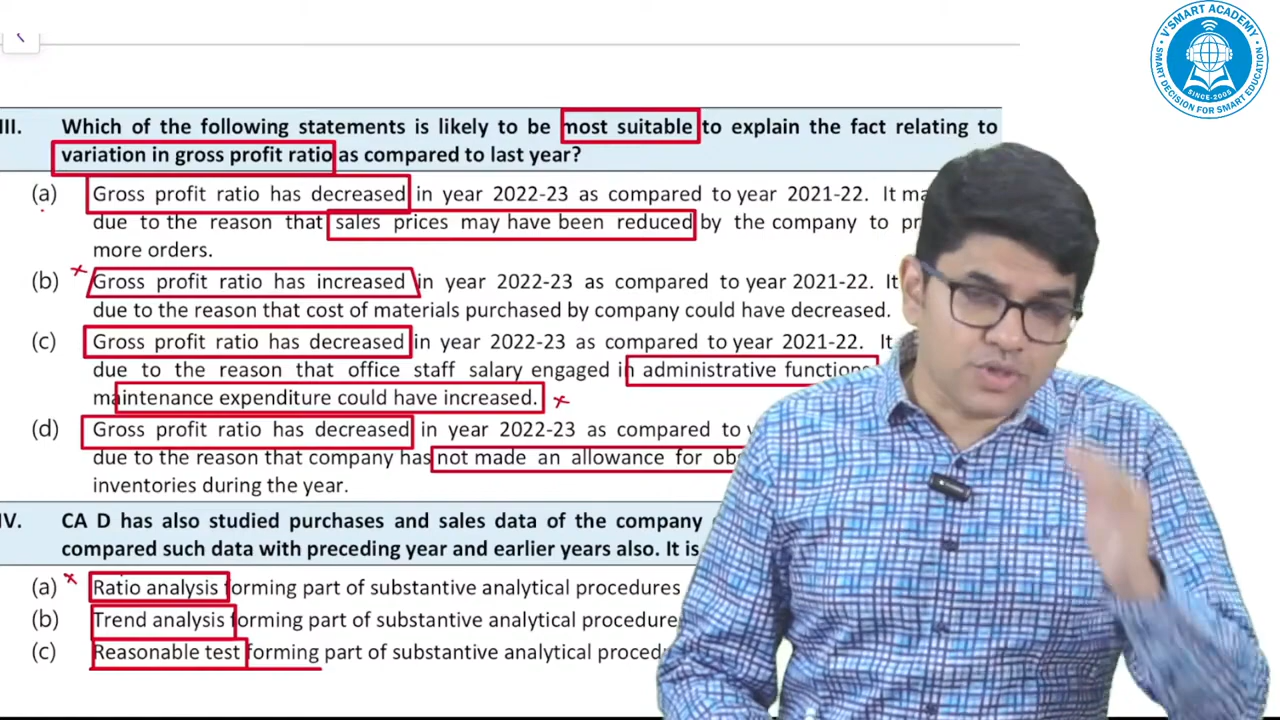 V'SMART ACADEMY
SMART DECISION FOR SMART EDUCATION
SINCE-2005
III. Which of the following statements is likely to be most suitable to explain the fact relating to
variation in gross profit ratio as compared to last year?
(a) Gross profit ratio has decreased in year 2022-23 as compared to year 2021-22. It
due to the reason that sales prices may have been reduced by the company to
more orders.
(b) Gross profit ratio has increased in year 2022-23 as compared to year 2021-22. It
due to the reason that cost of materials purchased by company could have decreased.
(c) Gross profit ratio has decreased in year 2022-23 as compared to year 2021-22. It
due to the reason that office staff salary engaged in administrative functions
maintenance expenditure could have increased.
(d) Gross profit ratio has decreased in year 2022-23 as compared to
due to the reason that company has not made an allowance for
inventories during the year.
IV. CA D has also studied purchases and sales data of the company
compared such data with preceding year and earlier years also. It is
(a) Ratio analysis forming part of substantive analytical procedures
(b) Trend analysis forming part of substantive analytical
(c) Reasonable test forming part of substantive analytical